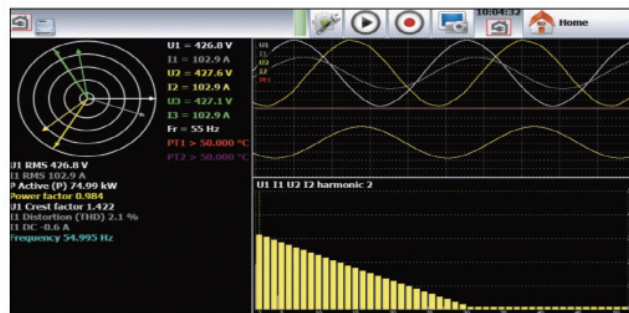 10:04:32
Home
U1 = 426.8 V
I1 = 102.9 A
U2 = 427.6 V
I2 = 102.9 A
U3 = 427.1 V
I3 = 102.9 A
Fr = 55 Hz
PT1 > 50.000 °C
PT2 > 50.000 °C
U1
I1
U2
I2
PT1
U1 RMS 426.8 V
I1 RMS 102.9 A
P Active (P) 74.99 kW
Power factor 0.984
U1 Crest factor 1.422
I1 Distortion (THD) 2.1 %
I1 DC -0.6 A
Frequency 54.995 Hz
U1 I1 U2 I2 harmonic 2